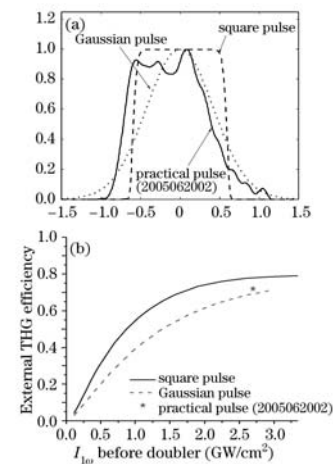 (a)
Gaussian pulse
square pulse
practical pulse
(2005062002)
1.0
0.8
0.6
0.4
0.2
0
−1.5 −1.0 −0.5 0 0.5 1.0 1.5
(b)
External THG efficiency
1.0
0.8
0.6
0.4
0.2
0.0
square pulse
Gaussian pulse
* practical pulse (2005062002)
0.0 0.5 1.0 1.5 2.0 2.5 3.0
I1ω before doubler (GW/cm²)